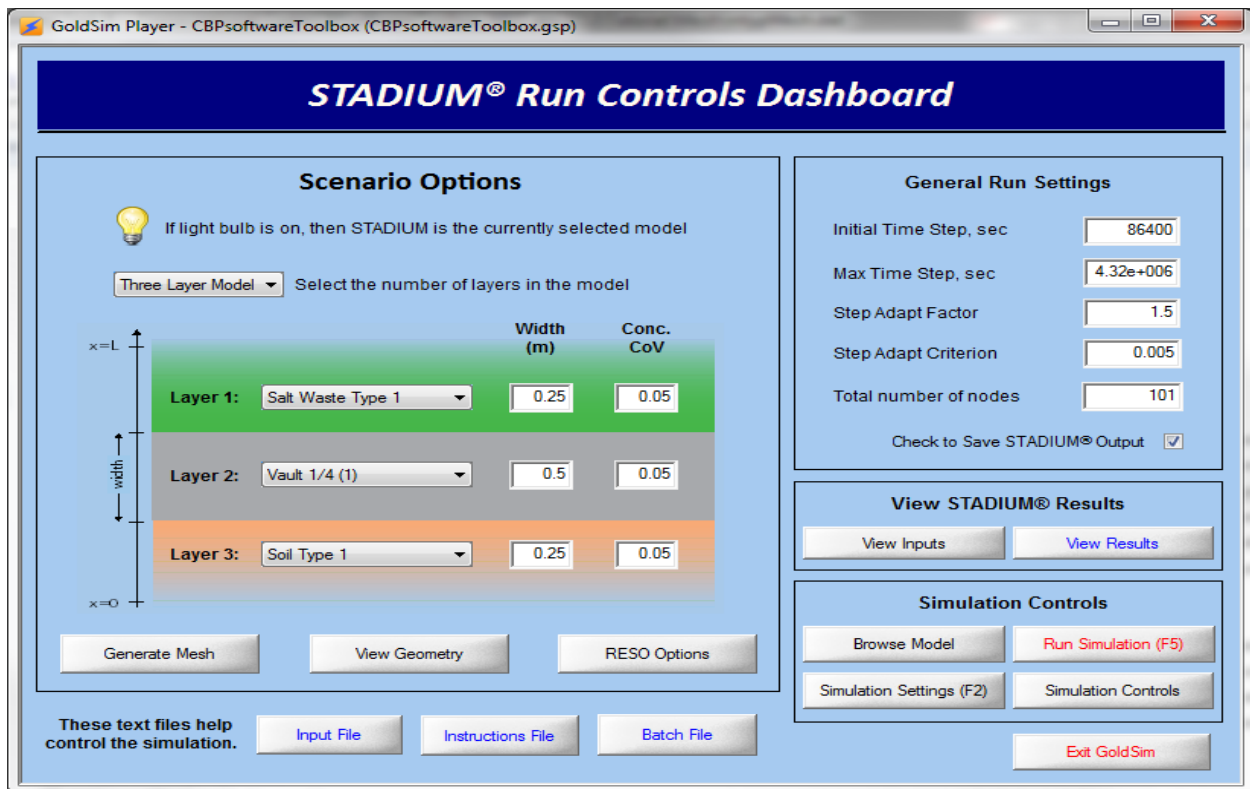 GoldSim Player - CBPsoftwareToolbox (CBPsoftwareToolbox.gsp)
STADIUM® Run Controls Dashboard
Scenario Options
If light bulb is on, then STADIUM is the currently selected model
Three Layer Model Select the number of layers in the model
Width
(m)
Conc.
CoV
x=L
Layer 1: Salt Waste Type 1 0.25 0.05
width
Layer 2: Vault 1/4 (1) 0.5 0.05
Layer 3: Soil Type 1 0.25 0.05
x=0
Generate Mesh View Geometry RESO Options
These text files help
control the simulation.
Input File Instructions File Batch File
General Run Settings
Initial Time Step, sec 86400
Max Time Step, sec 4.32e+006
Step Adapt Factor 1.5
Step Adapt Criterion 0.005
Total number of nodes 101
Check to Save STADIUM® Output
View STADIUM® Results
View Inputs View Results
Simulation Controls
Browse Model Run Simulation (F5)
Simulation Settings (F2) Simulation Controls
Exit GoldSim